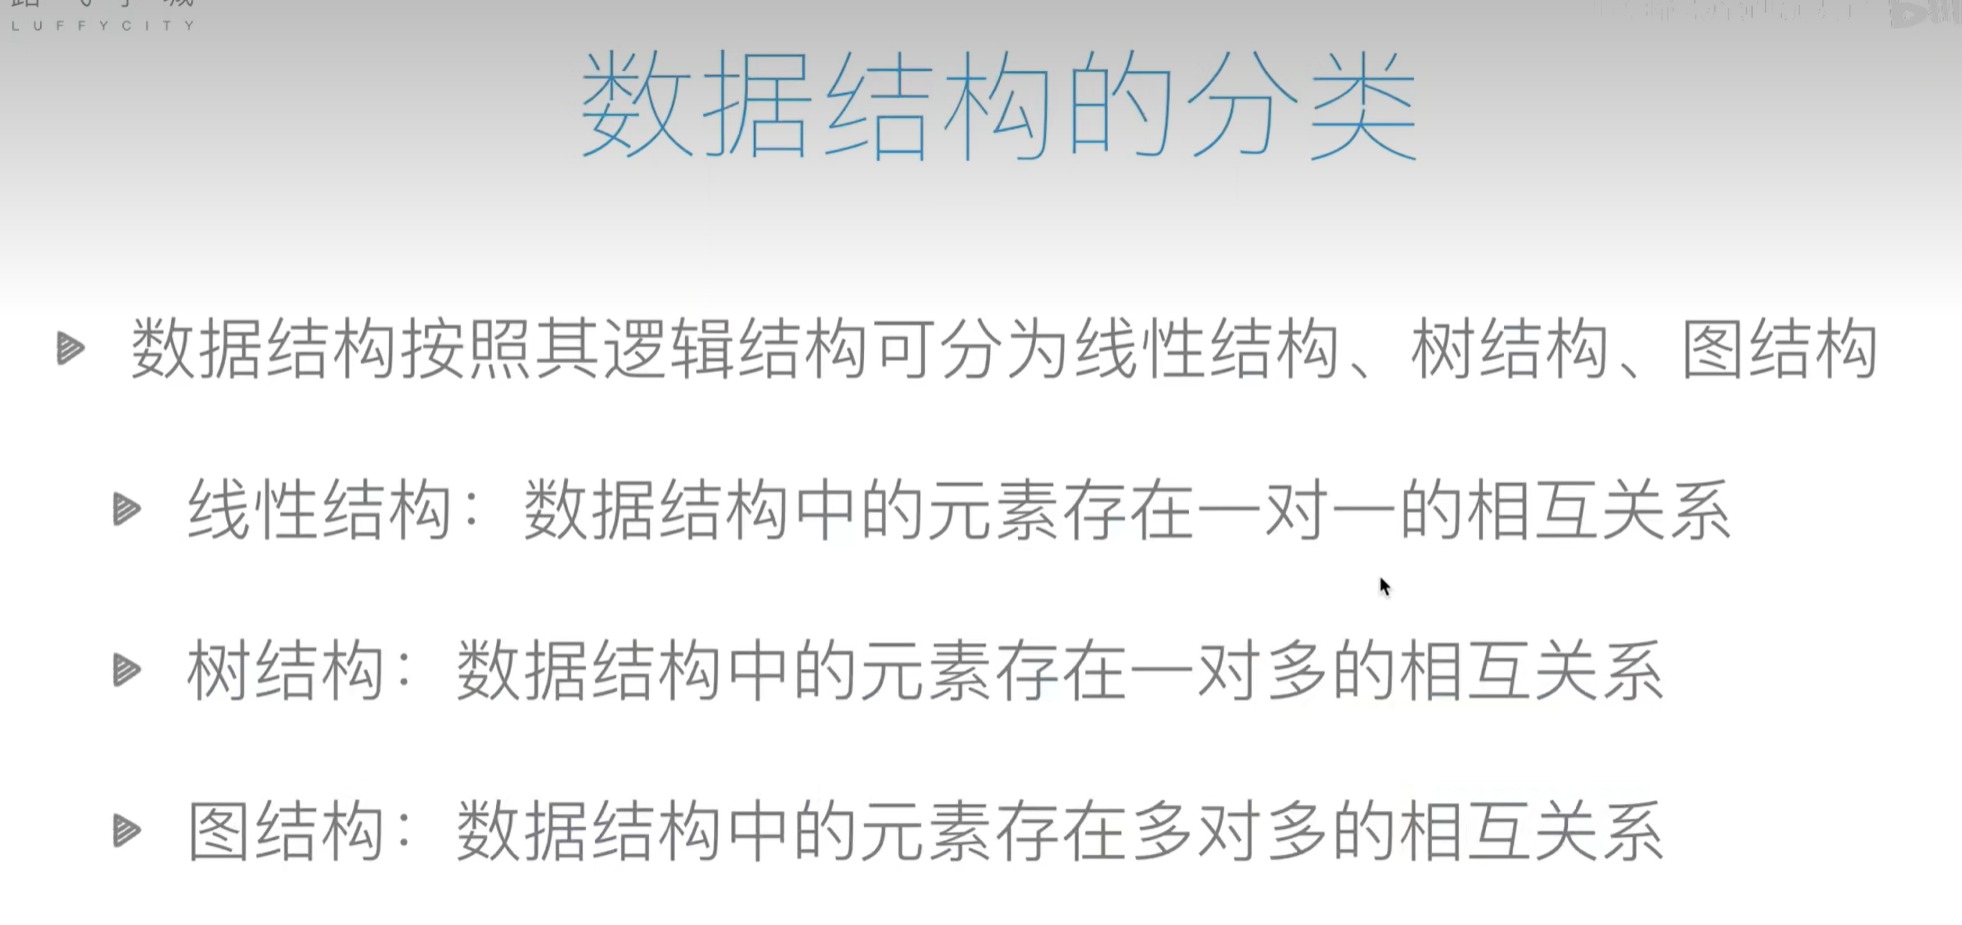 LUFFYCITY
数据结构的分类
数据结构按照其逻辑结构可分为线性结构、树结构、图结构
线性结构：数据结构中的元素存在一对一的相互关系
树结构：数据结构中的元素存在一对多的相互关系
图结构：数据结构中的元素存在多对多的相互关系